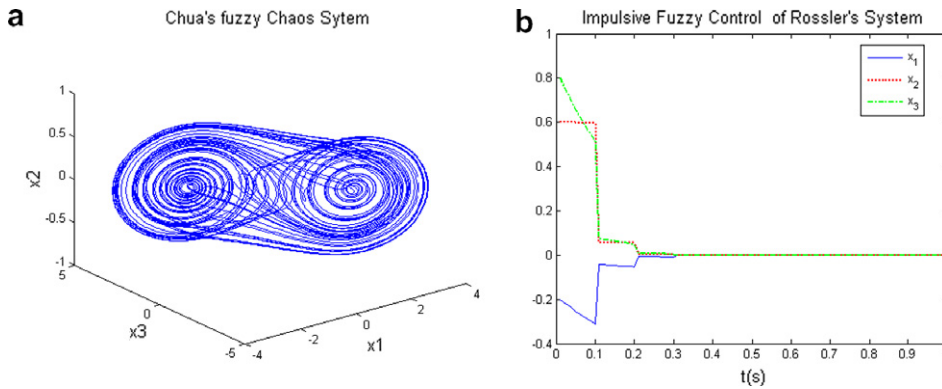 a
Chua's fuzzy Chaos Sytem
1
0.5
0
-0.5
-1
x2
5
0
-5
x3
-4
-2
0
2
4
x1
b
Impulsive Fuzzy Control of Rossler's System
1
0.8
0.6
0.4
0.2
0
-0.2
-0.4
x_1
x_2
x_3
0 0.1 0.2 0.3 0.4 0.5 0.6 0.7 0.8 0.9
t(s)